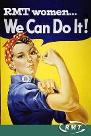 RMT women...
We Can Do It!
RMT